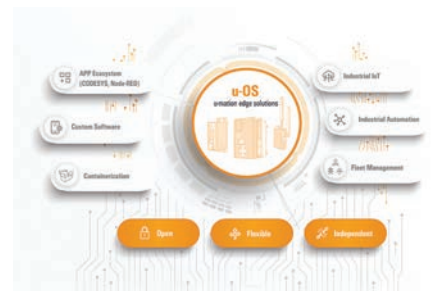 u-OS
u-mation edge solutions
APP Ecosystem
(CODESYS, Node-RED)
Custom Software
Containerization
Industrial IoT
Industrial Automation
Fleet Management
Open
Flexible
Independent